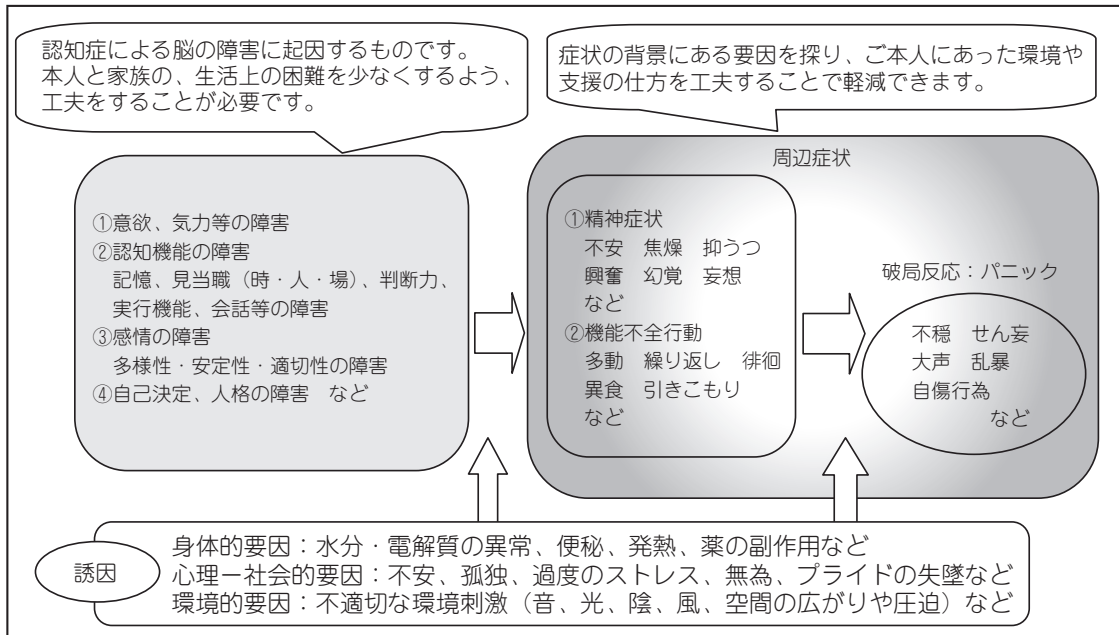 認知症による脳の障害に起因するものです。
本人と家族の、生活上の困難を少なくするよう、
工夫をすることが必要です。
症状の背景にある要因を探り、ご本人にあった環境や
支援の仕方を工夫することで軽減できます。
①意欲、気力等の障害
②認知機能の障害
記憶、見当職（時・人・場）、判断力、
実行機能、会話等の障害
③感情の障害
多様性・安定性・適切性の障害
④自己決定、人格の障害　など
周辺症状
①精神症状
不安　焦燥　抑うつ
興奮　幻覚　妄想
など
②機能不全行動
多動　繰り返し　徘徊
異食　引きこもり
など
破局反応：パニック
不穏　せん妄
大声　乱暴
自傷行為
など
誘因
身体的要因：水分・電解質の異常、便秘、発熱、薬の副作用など
心理ー社会的要因：不安、孤独、過度のストレス、無為、プライドの失墜など
環境的要因：不適切な環境刺激（音、光、陰、風、空間の広がりや圧迫）など